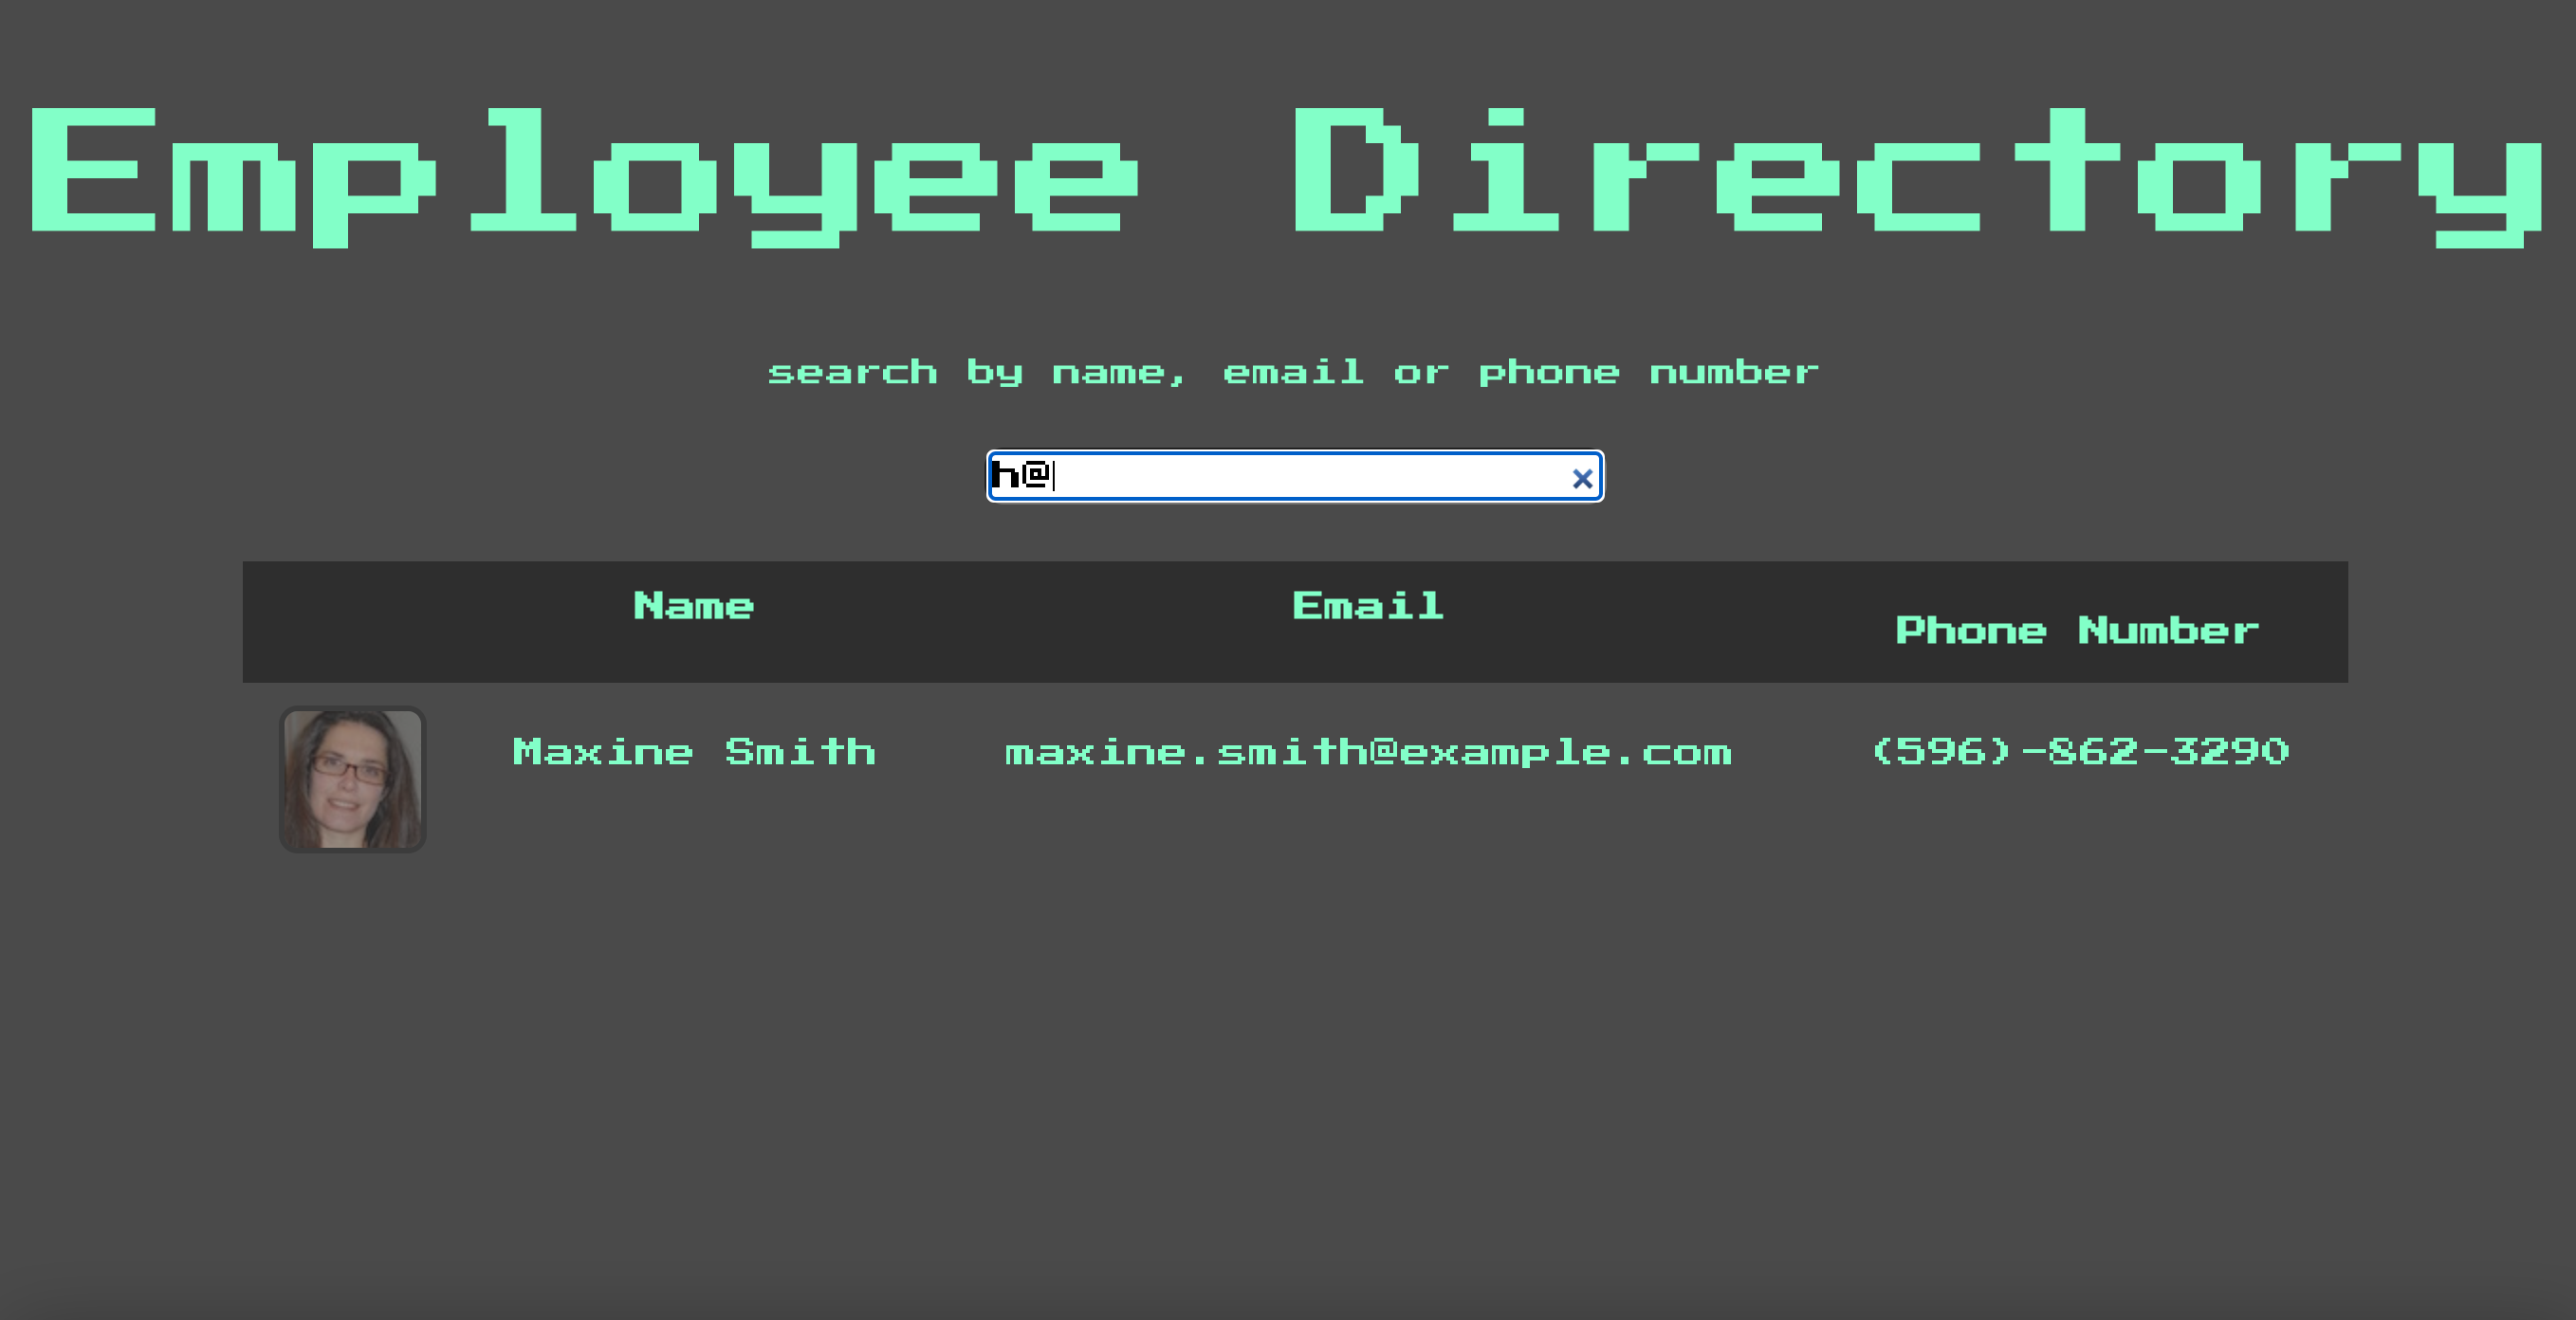 Employee Directory
search by name, email or phone number
h@
Name Email Phone Number
Maxine Smith maxine.smith@example.com (596)-862-3290